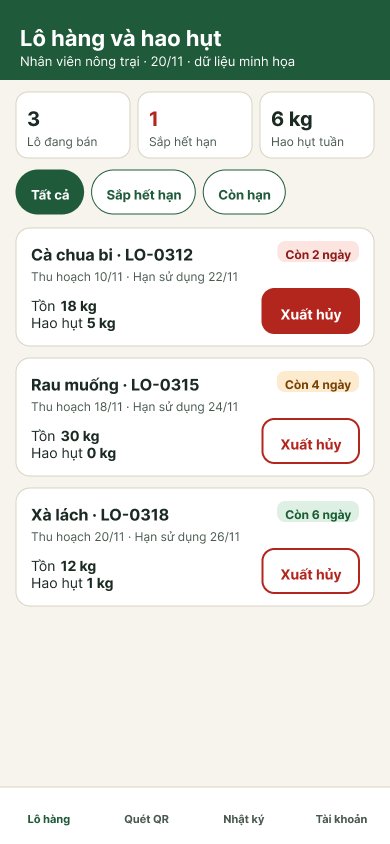 Lô hàng và hao hụt
Nhân viên nông trại · 20/11 · dữ liệu minh họa
3
Lô đang bán
1
Sắp hết hạn
6 kg
Hao hụt tuần
Tất cả
Sắp hết hạn
Còn hạn
Cà chua bi · LO-0312
Còn 2 ngày
Thu hoạch 10/11 · Hạn sử dụng 22/11
Tồn 18 kg
Hao hụt 5 kg
Xuất hủy
Rau muống · LO-0315
Còn 4 ngày
Thu hoạch 18/11 · Hạn sử dụng 24/11
Tồn 30 kg
Hao hụt 0 kg
Xuất hủy
Xà lách · LO-0318
Còn 6 ngày
Thu hoạch 20/11 · Hạn sử dụng 26/11
Tồn 12 kg
Hao hụt 1 kg
Xuất hủy
Lô hàng
Quét QR
Nhật ký
Tài khoản